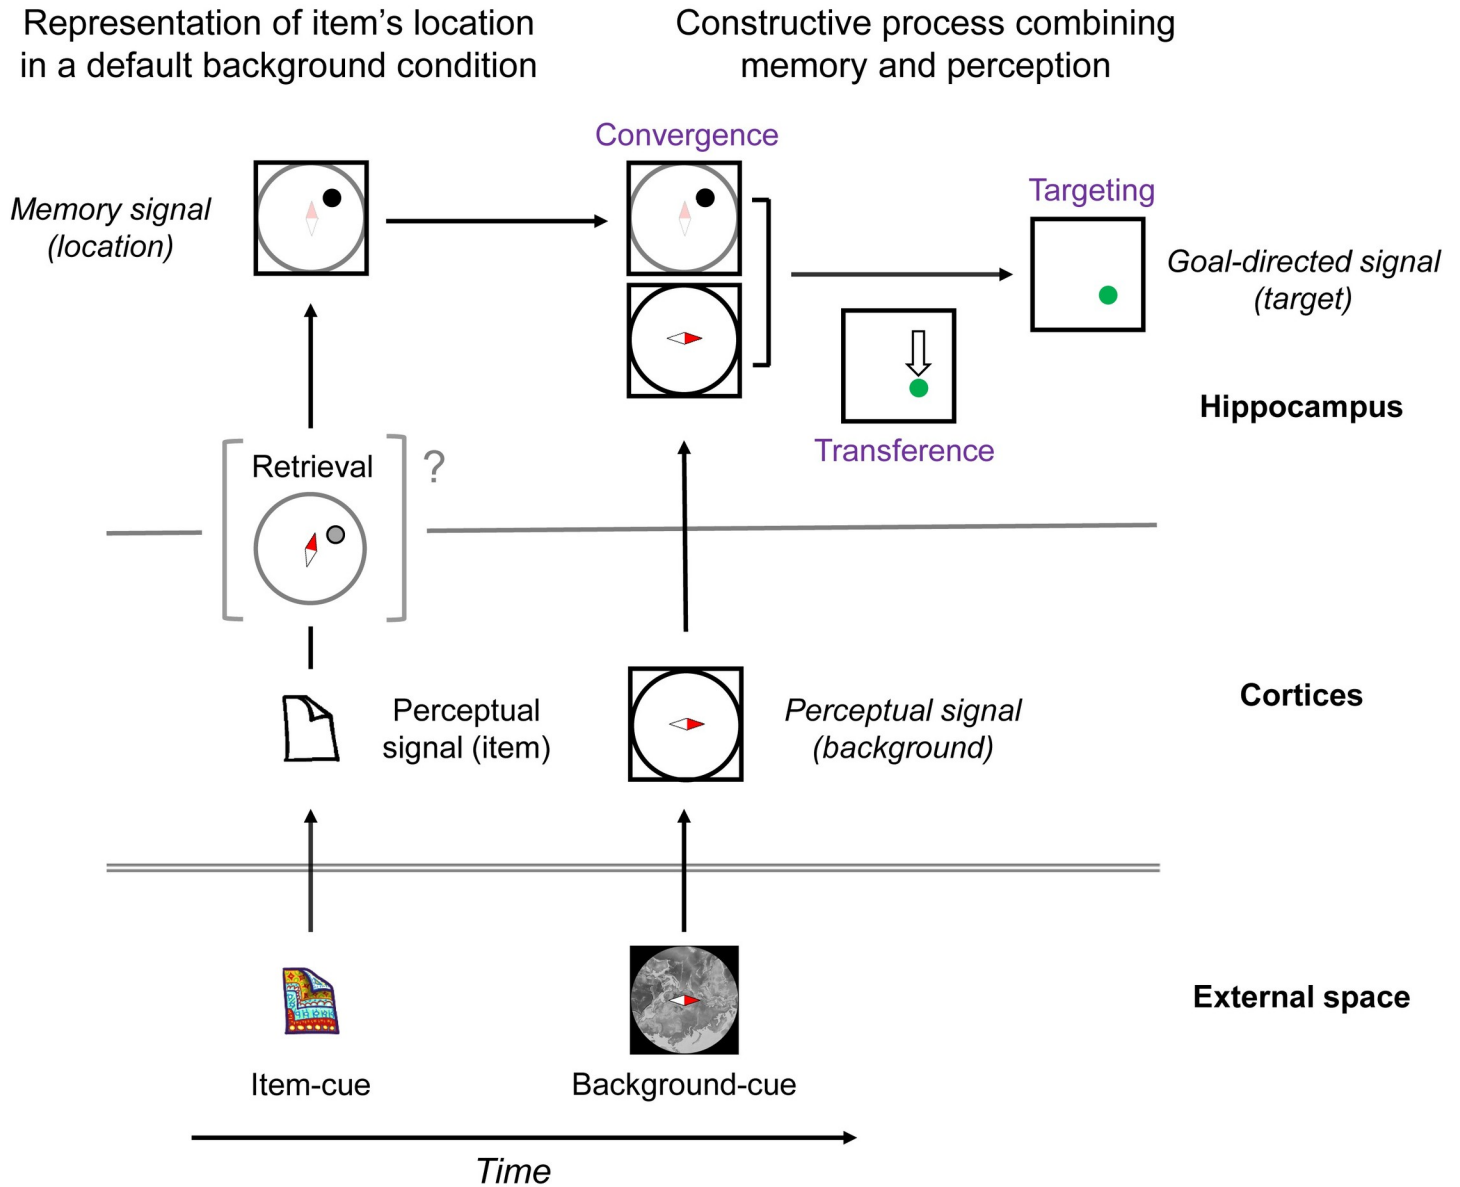 Representation of item’s location
in a default background condition
Constructive process combining
memory and perception
Convergence
Targeting
Memory signal
(location)
Goal-directed signal
(target)
Hippocampus
Transference
Retrieval
?
Perceptual
signal (item)
Perceptual signal
(background)
Cortices
External space
Item-cue
Background-cue
Time